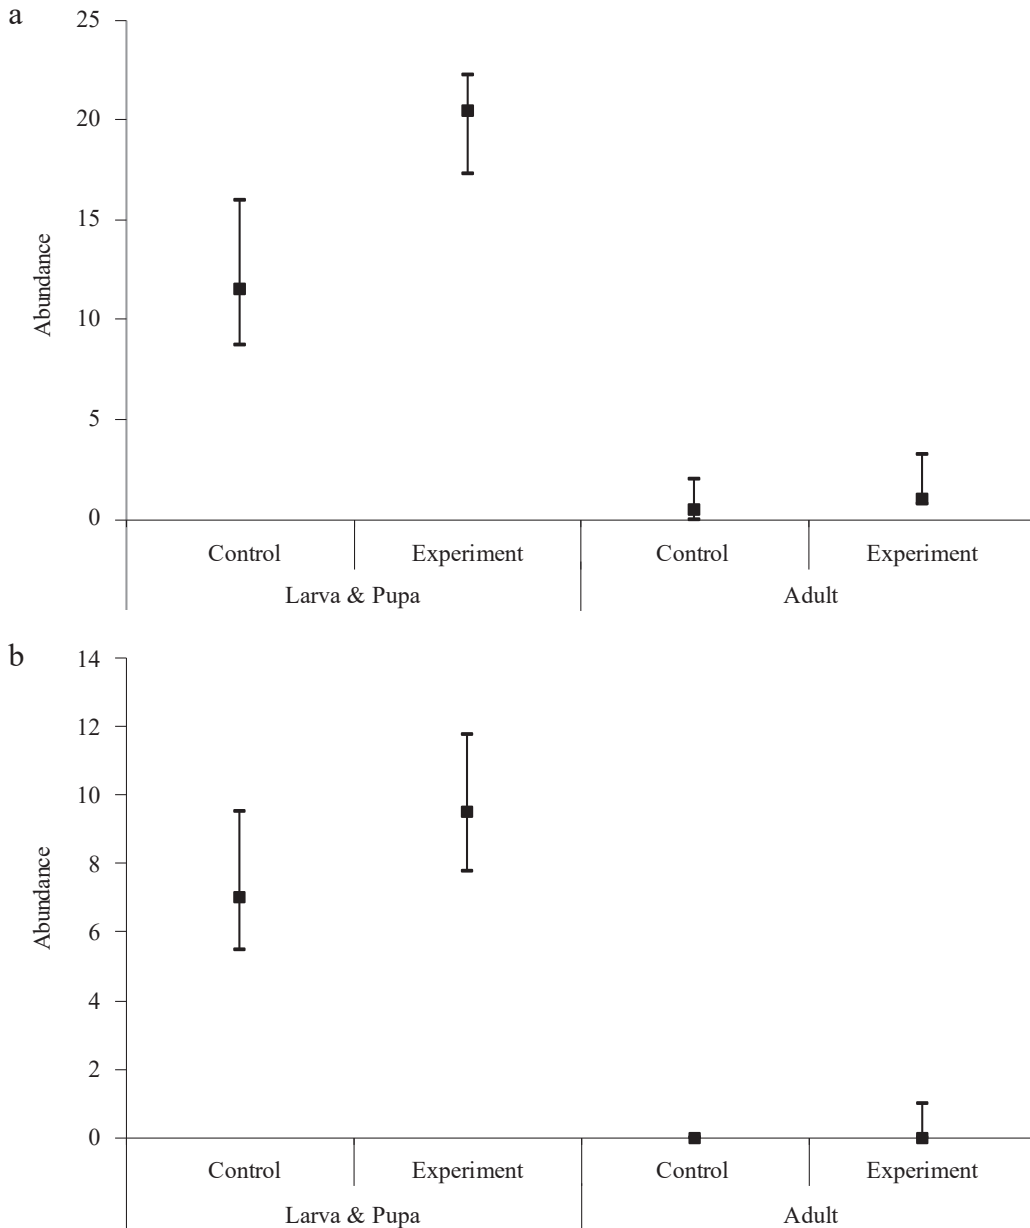 a
25
20
15
10
5
0
Abundance
Control Experiment Control Experiment
Larva & Pupa Adult
b
14
12
10
8
6
4
2
0
Abundance
Control Experiment Control Experiment
Larva & Pupa Adult